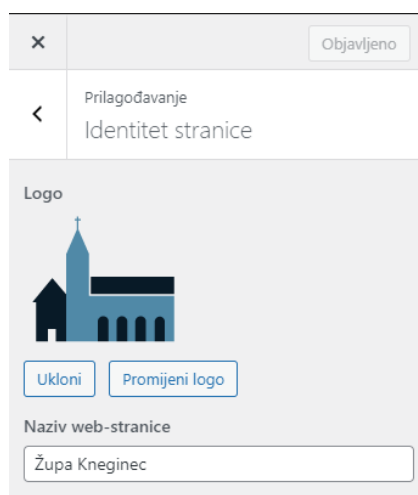 Objavljeno
Prilagođavanje
Identitet stranice
Logo
Ukloni Promijeni logo
Naziv web-stranice
Župa Kneginec